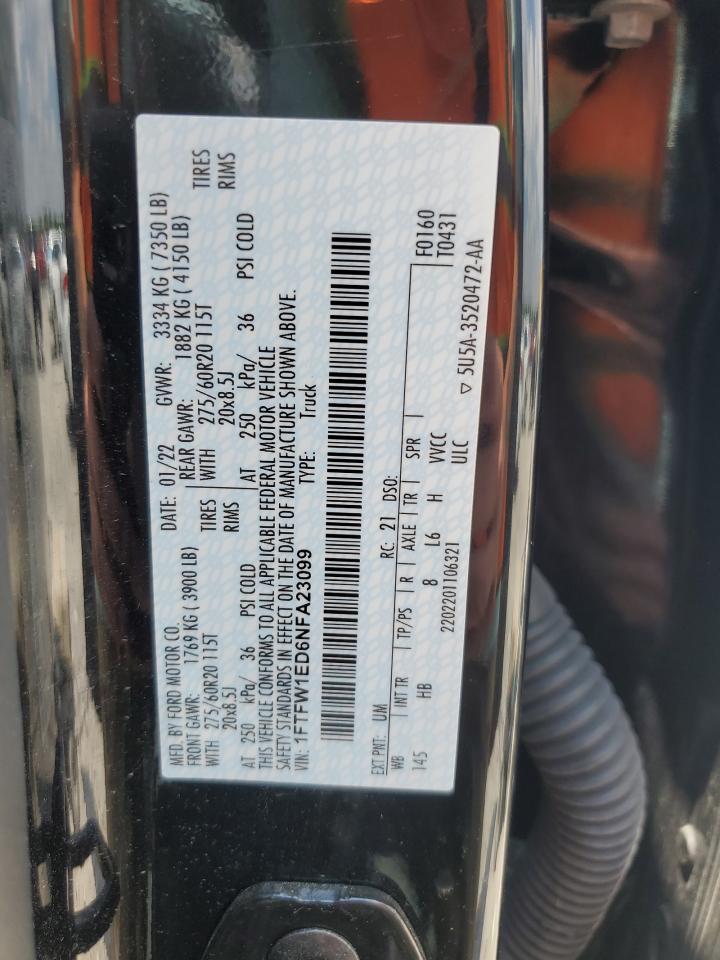 MFD. BY FORD MOTOR CO. DATE: 01/22 GVWR: 3334 KG ( 7350 LB)
FRONT GAWR: 1769 KG ( 3900 LB) REAR GAWR: 1882 KG ( 4150 LB)
WITH 275/60R20 115T TIRES WITH 275/60R20 115T TIRES
20x8.5J RIMS 20x8.5J RIMS
AT 250 kPa/ 36 PSI COLD AT 250 kPa/ 36 PSI COLD
THIS VEHICLE CONFORMS TO ALL APPLICABLE FEDERAL MOTOR VEHICLE
SAFETY STANDARDS IN EFFECT ON THE DATE OF MANUFACTURE SHOWN ABOVE.
VIN: 1FTFW1ED6NFA23099 TYPE: Truck
EXT PNT: UM RC: 21 DSO: F0160
WB INT TR TP/PS R AXLE TR SPR T0431
145 HB 8 L6 H VVCC
2202201106321 ULC ▽ 5U5A-3520472-AA